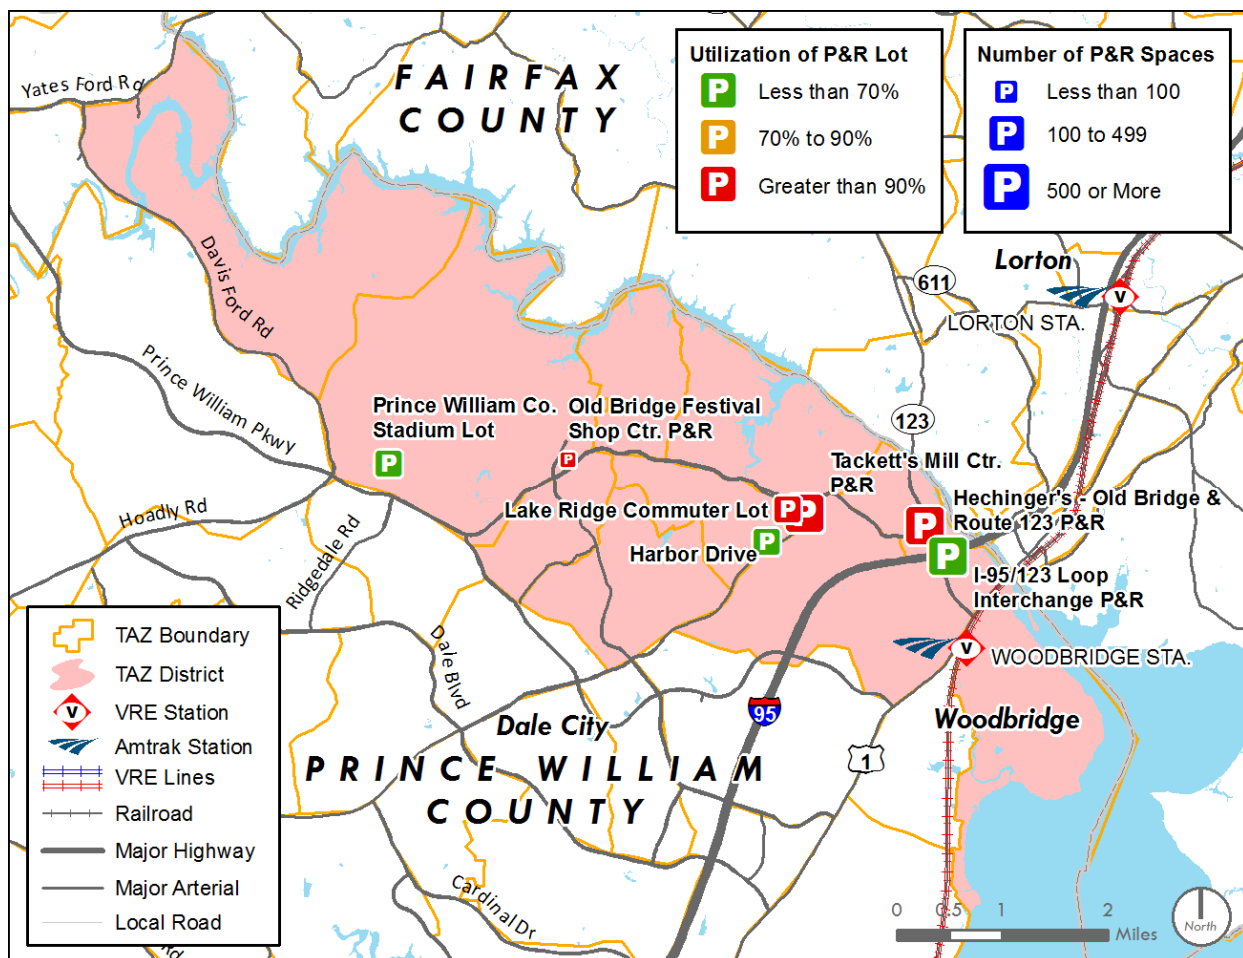 FAIRFAX
COUNTY
Utilization of P&R Lot
P Less than 70%
P 70% to 90%
P Greater than 90%
Number of P&R Spaces
P Less than 100
P 100 to 499
P 500 or More
Yates Ford Rd
Davis Ford Rd
Prince William Pkwy
Hoadly Rd
Ridgedale Rd
Lorton
V
611
LORTON STA.
123
Prince William Co.
Stadium Lot
P
Old Bridge Festival
Shop Ctr. P&R
P
Tackett's Mill Ctr.
P&R
Lake Ridge Commuter Lot
P
P
Harbor Drive
P
Hechinger's - Old Bridge &
Route 123 P&R
P
P
I-95/123 Loop
Interchange P&R
V
WOODBRIDGE STA.
Woodbridge
Dale Blvd
Dale City
95
1
PRINCE WILLIAM
COUNTY
Cardinal Dr
Rd
TAZ Boundary
TAZ District
V VRE Station
Amtrak Station
VRE Lines
Railroad
Major Highway
Major Arterial
Local Road
0 0.5 1 2
Miles
North